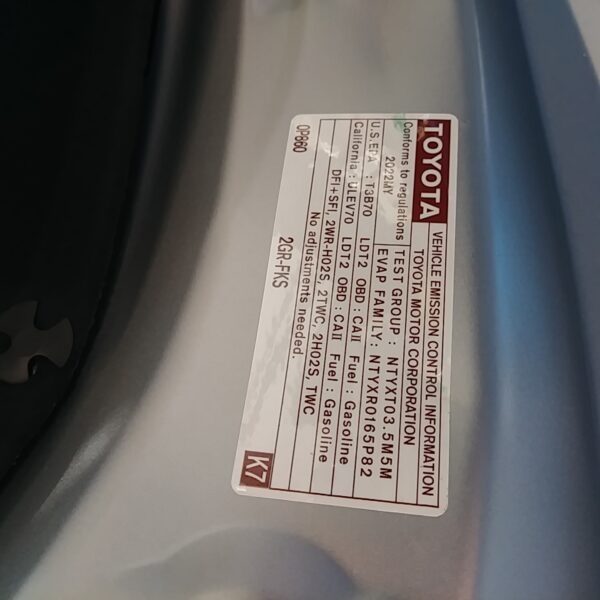 TOYOTA
VEHICLE EMISSION CONTROL INFORMATION
TOYOTA MOTOR CORPORATION
Conforms to regulations
2022MY
TEST GROUP: NTYXT03.5M5M
EVAP FAMILY: NTYXR0165P82
U.S.EPA : T3B70 LDT2 OBD : CAII Fuel : Gasoline
California : ULEV70 LDT2 OBD : CAII Fuel : Gasoline
DFI+SFI, 2WR-HO2S, 2TWC, 2HO2S, TWC
No adjustments needed.
2GR-FKS
0P660
K7